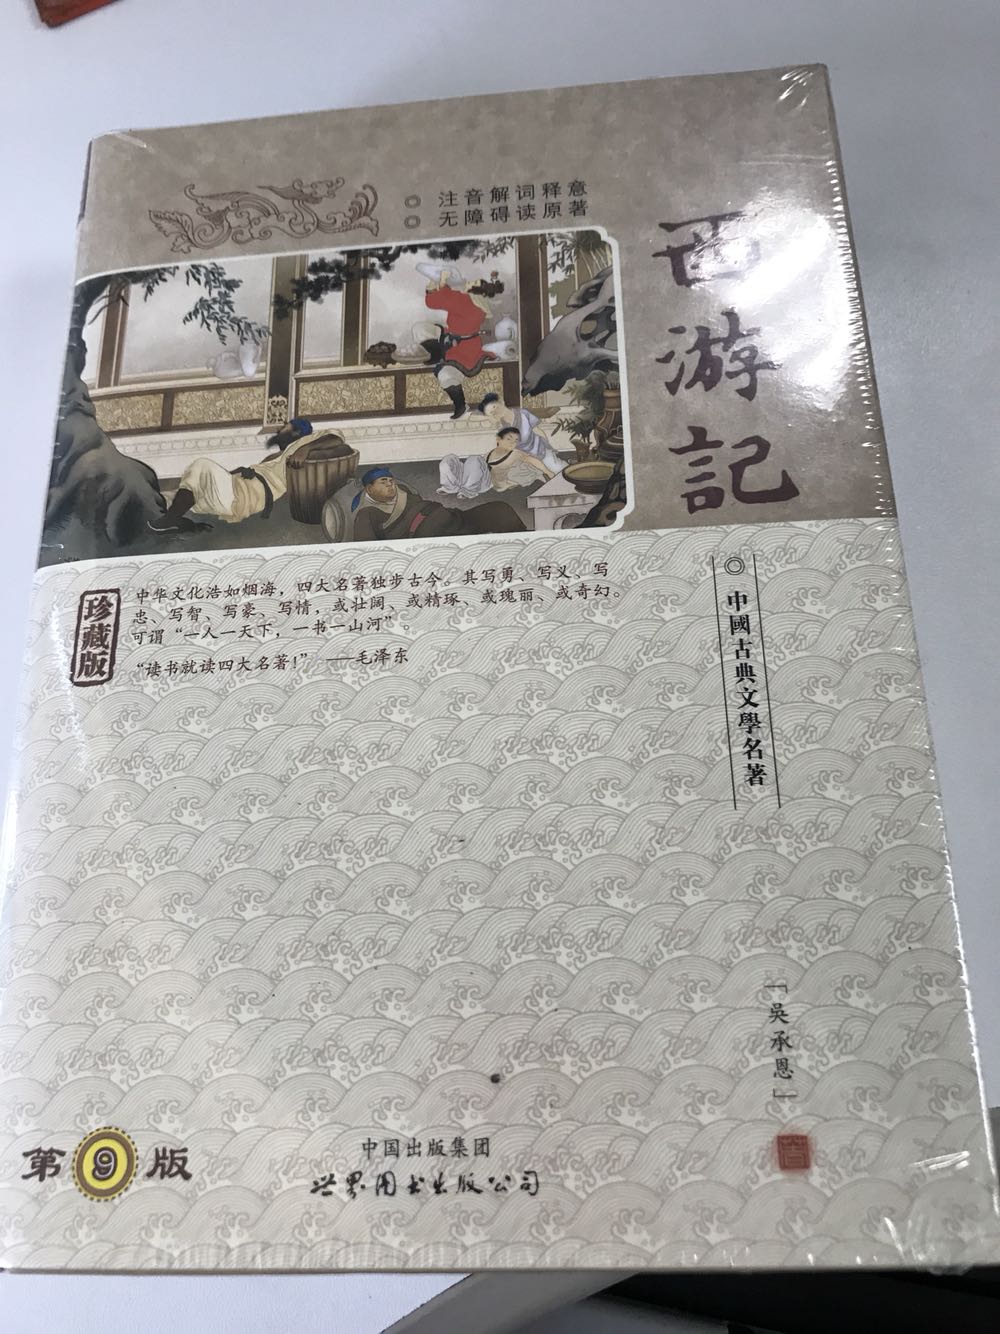 注音解词释意
无障碍读原著
西游記
珍藏版
中华文化浩如烟海，四大名著独步古今。其写勇、写义、写
忠、写智、写豪、写情，或壮阔、或精琢、或瑰丽、或奇幻。
可谓“一人一天下，一书一山河”。
“读书就读四大名著！” ——毛泽东
◎中國古典文學名著
「吳承恩」
第9版
中国出版集团
世界图书出版公司